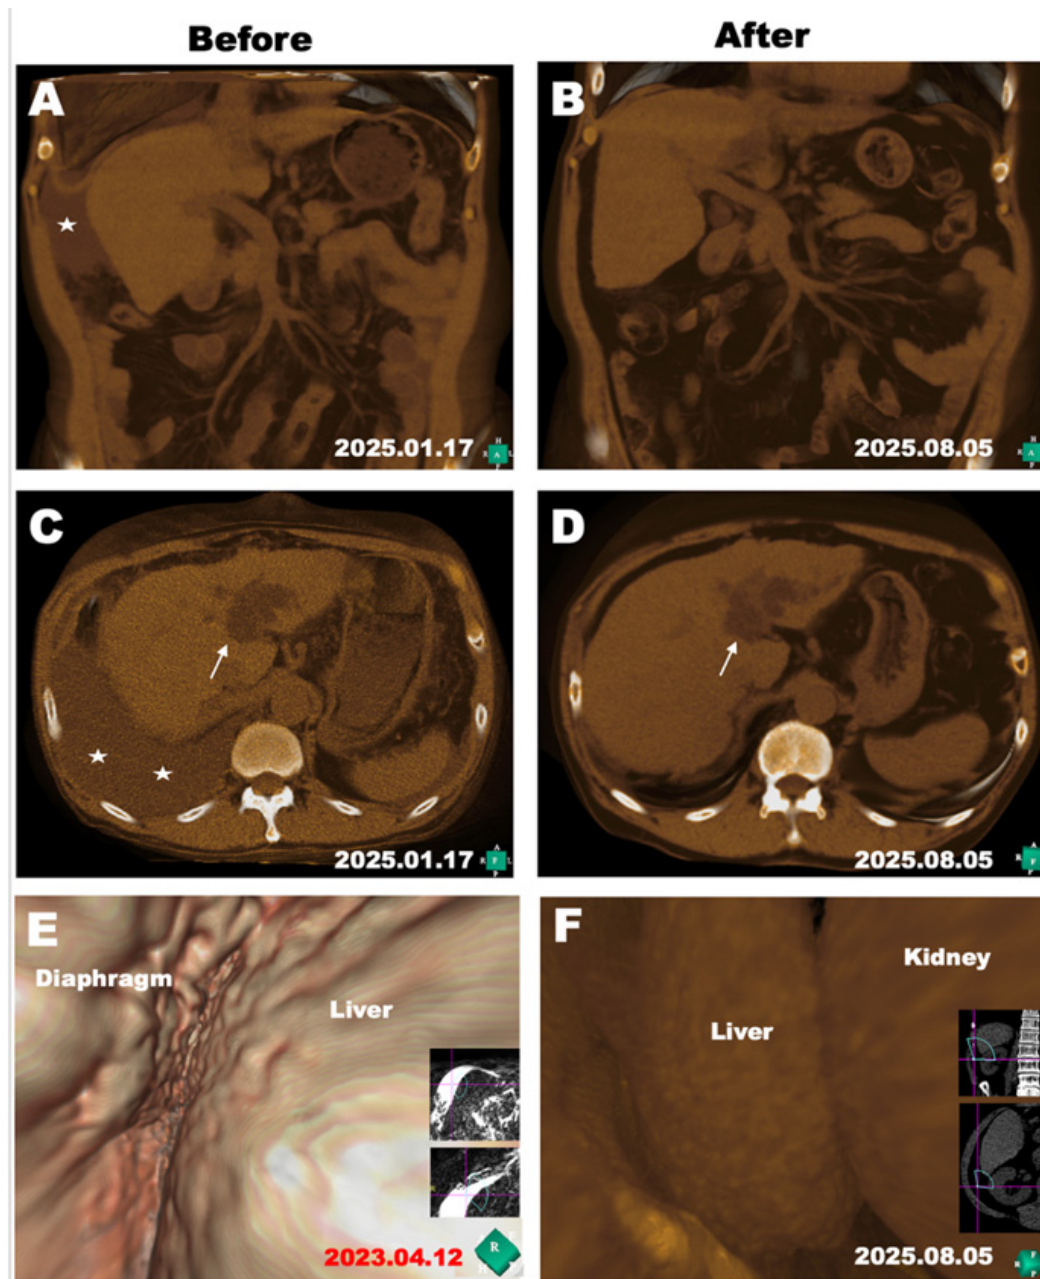 Before
After
A
B
2025.01.17
H
R A L
F
2025.08.05
H
R A
F
C
D
2025.01.17
A
R F L
P
2025.08.05
A
R F
P
E
Diaphragm
Liver
2023.04.12
R
F
H
F
Kidney
Liver
2025.08.05
F
P